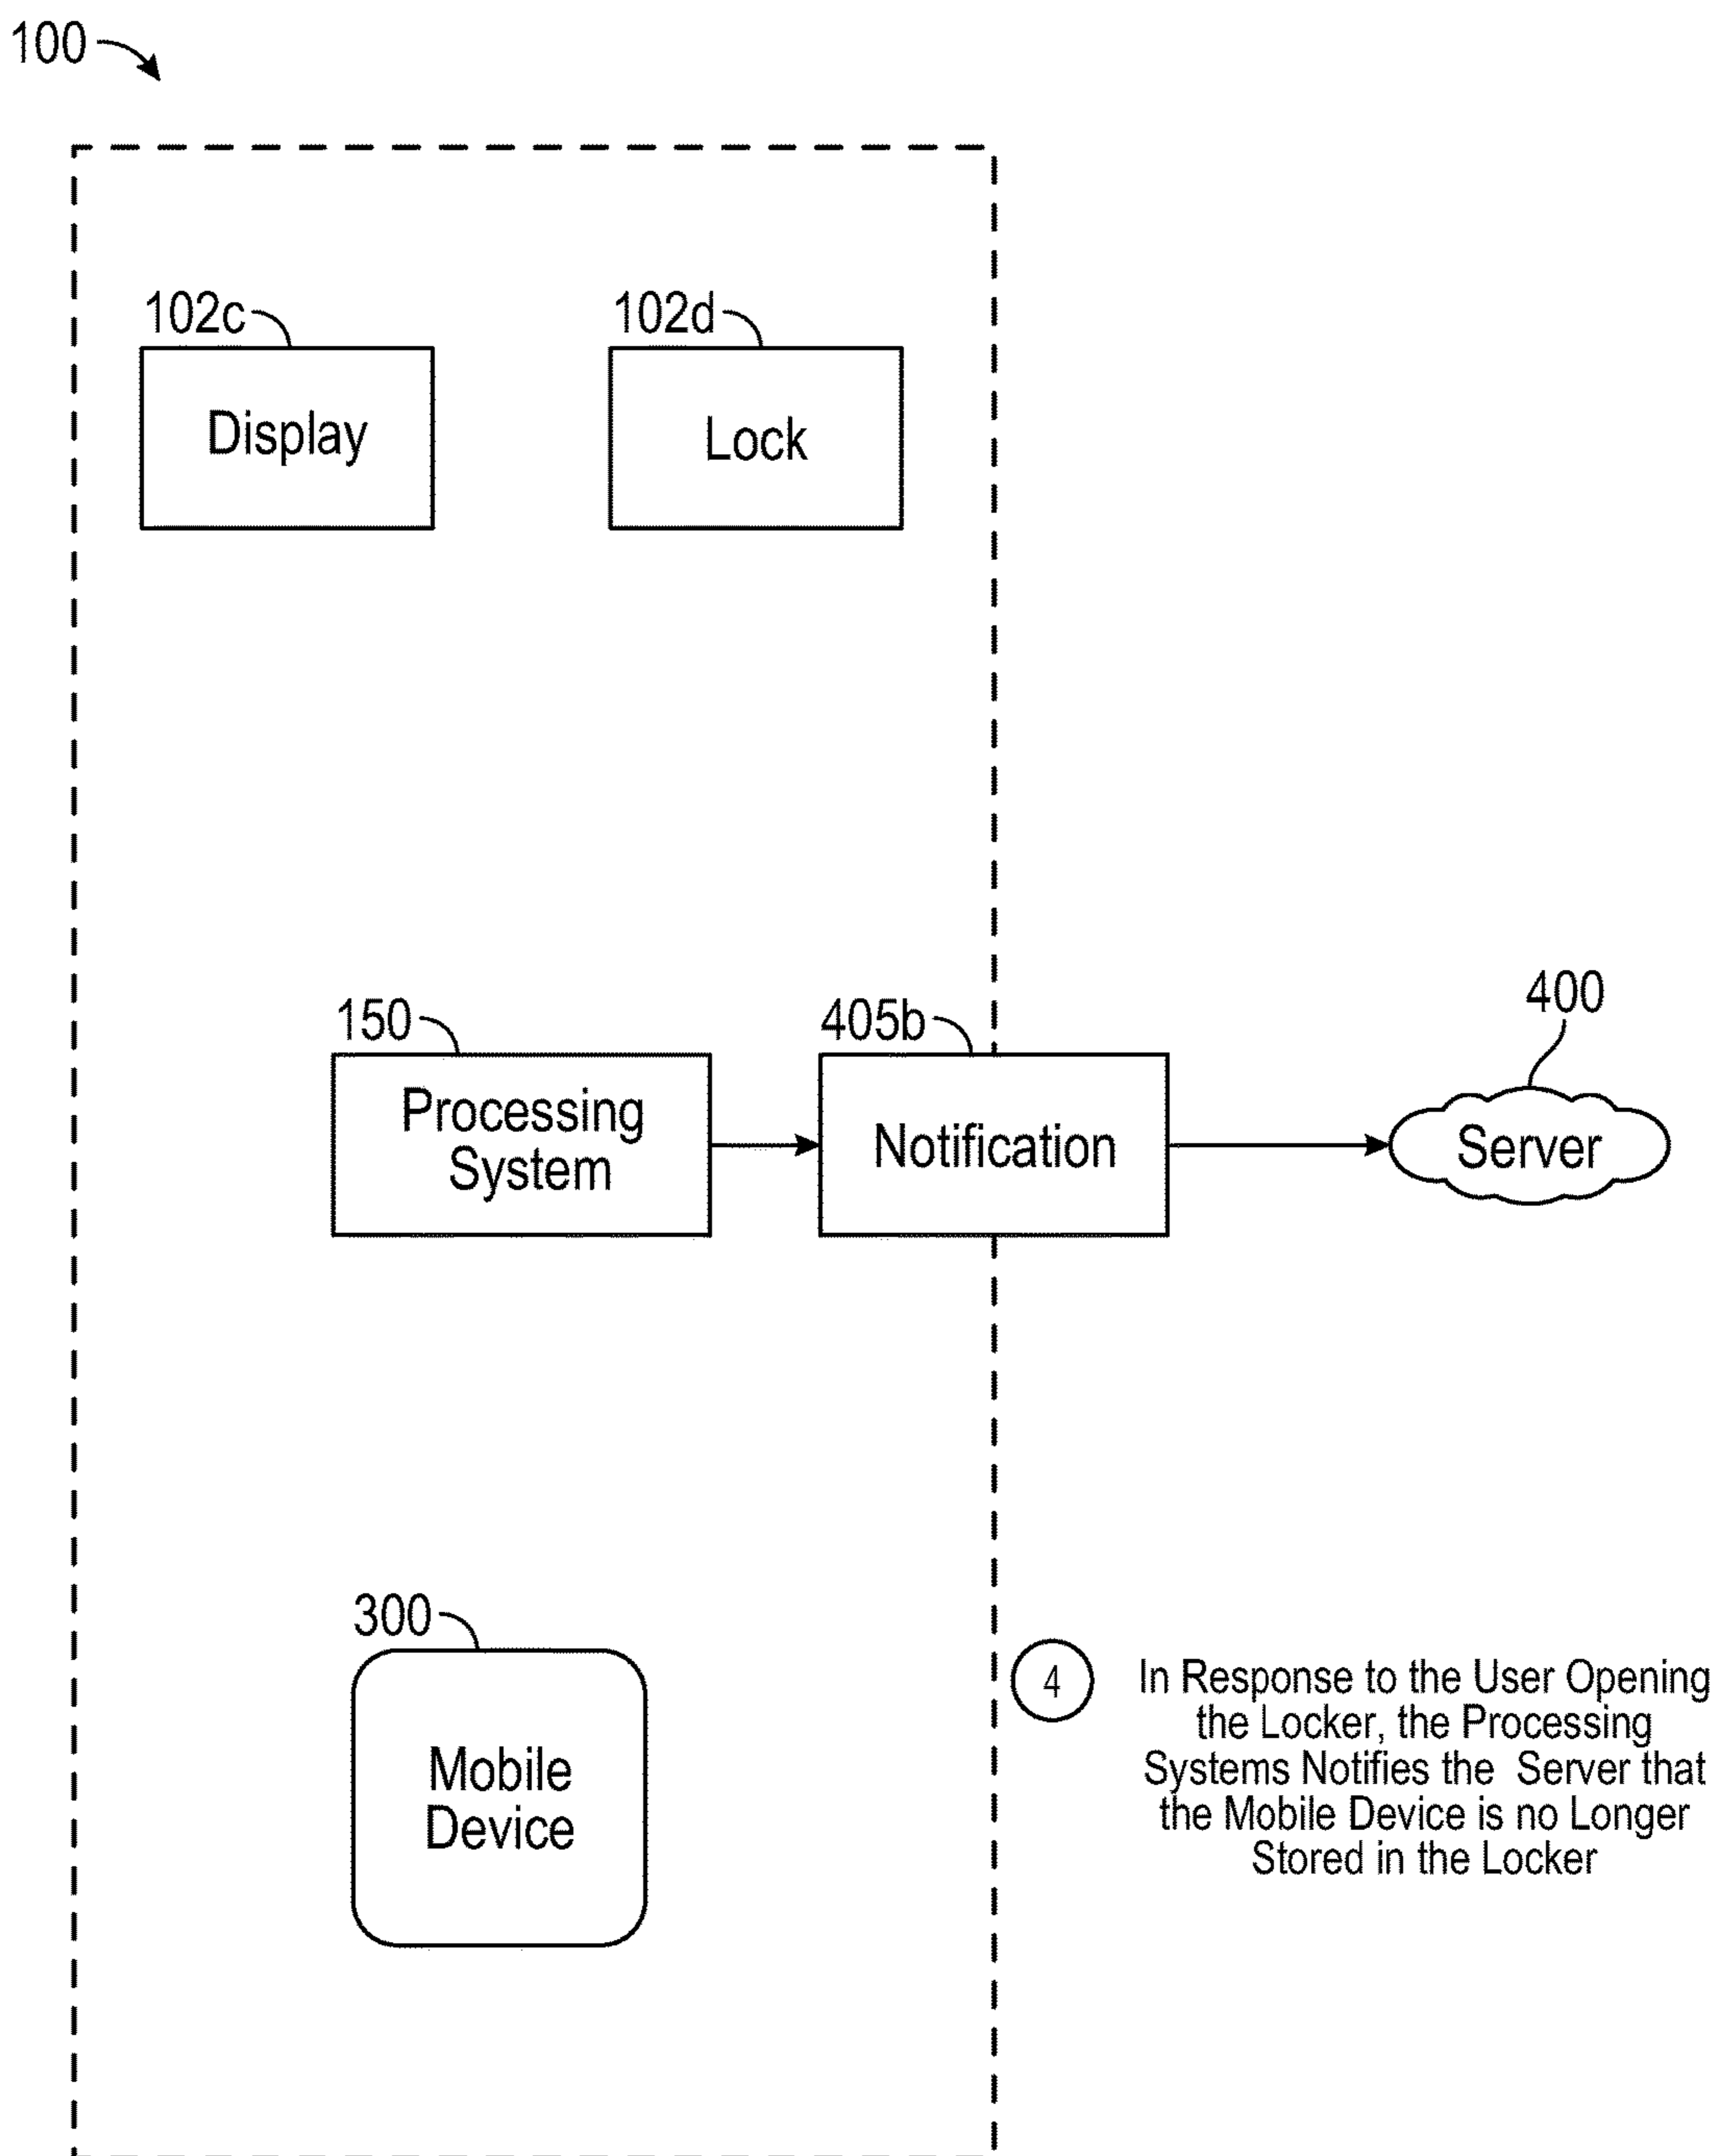 100
102c
102d
Display
Lock
150
405b
400
Processing
System
Notification
Server
300
Mobile
Device
4
In Response to the User Opening
the Locker, the Processing
Systems Notifies the Server that
the Mobile Device is no Longer
Stored in the Locker